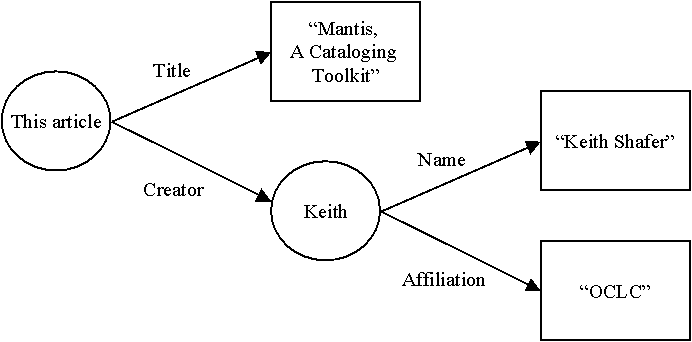 “Mantis,
A Cataloging
Toolkit”
Title
This article
Creator
Keith
Name
“Keith Shafer”
Affiliation
“OCLC”